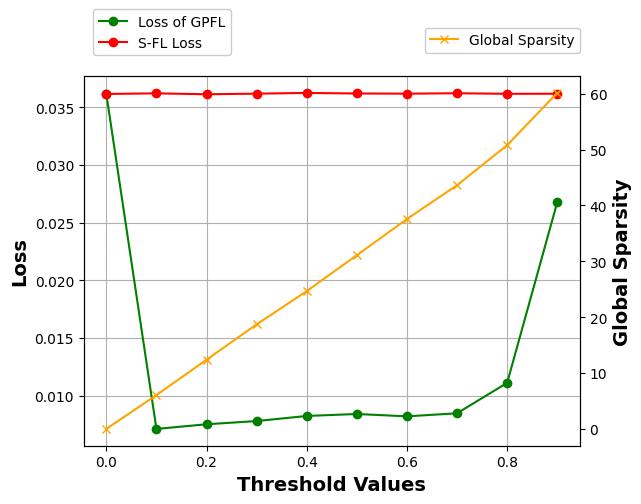 Loss of GPFL
S-FL Loss
Global Sparsity
0.035
0.030
0.025
0.020
0.015
0.010
Loss
60
50
40
30
20
10
0
Global Sparsity
0.0 0.2 0.4 0.6 0.8
Threshold Values